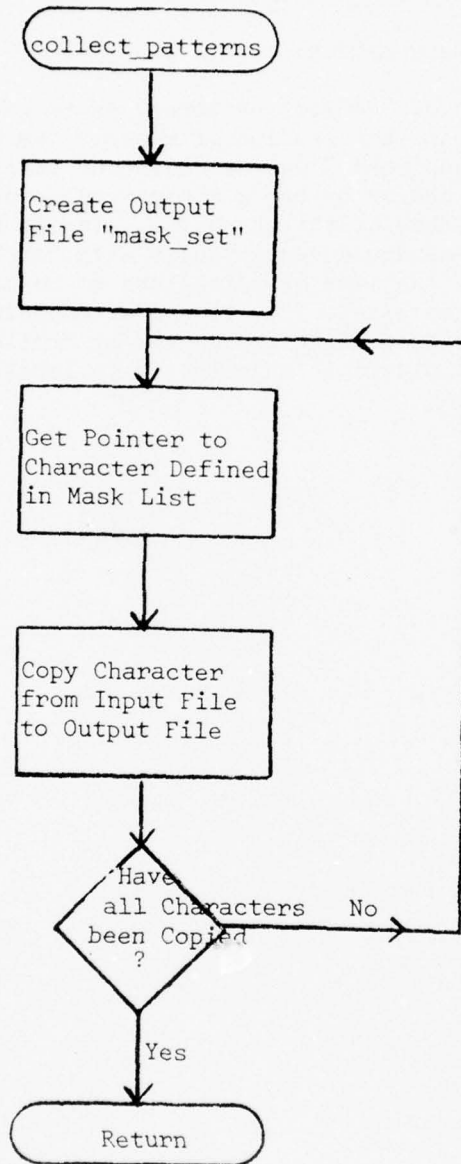 collect_patterns
Create Output
File "mask_set"
Get Pointer to
Character Defined
in Mask List
Copy Character
from Input File
to Output File
Have
all Characters
been Copied
?
No
Yes
Return